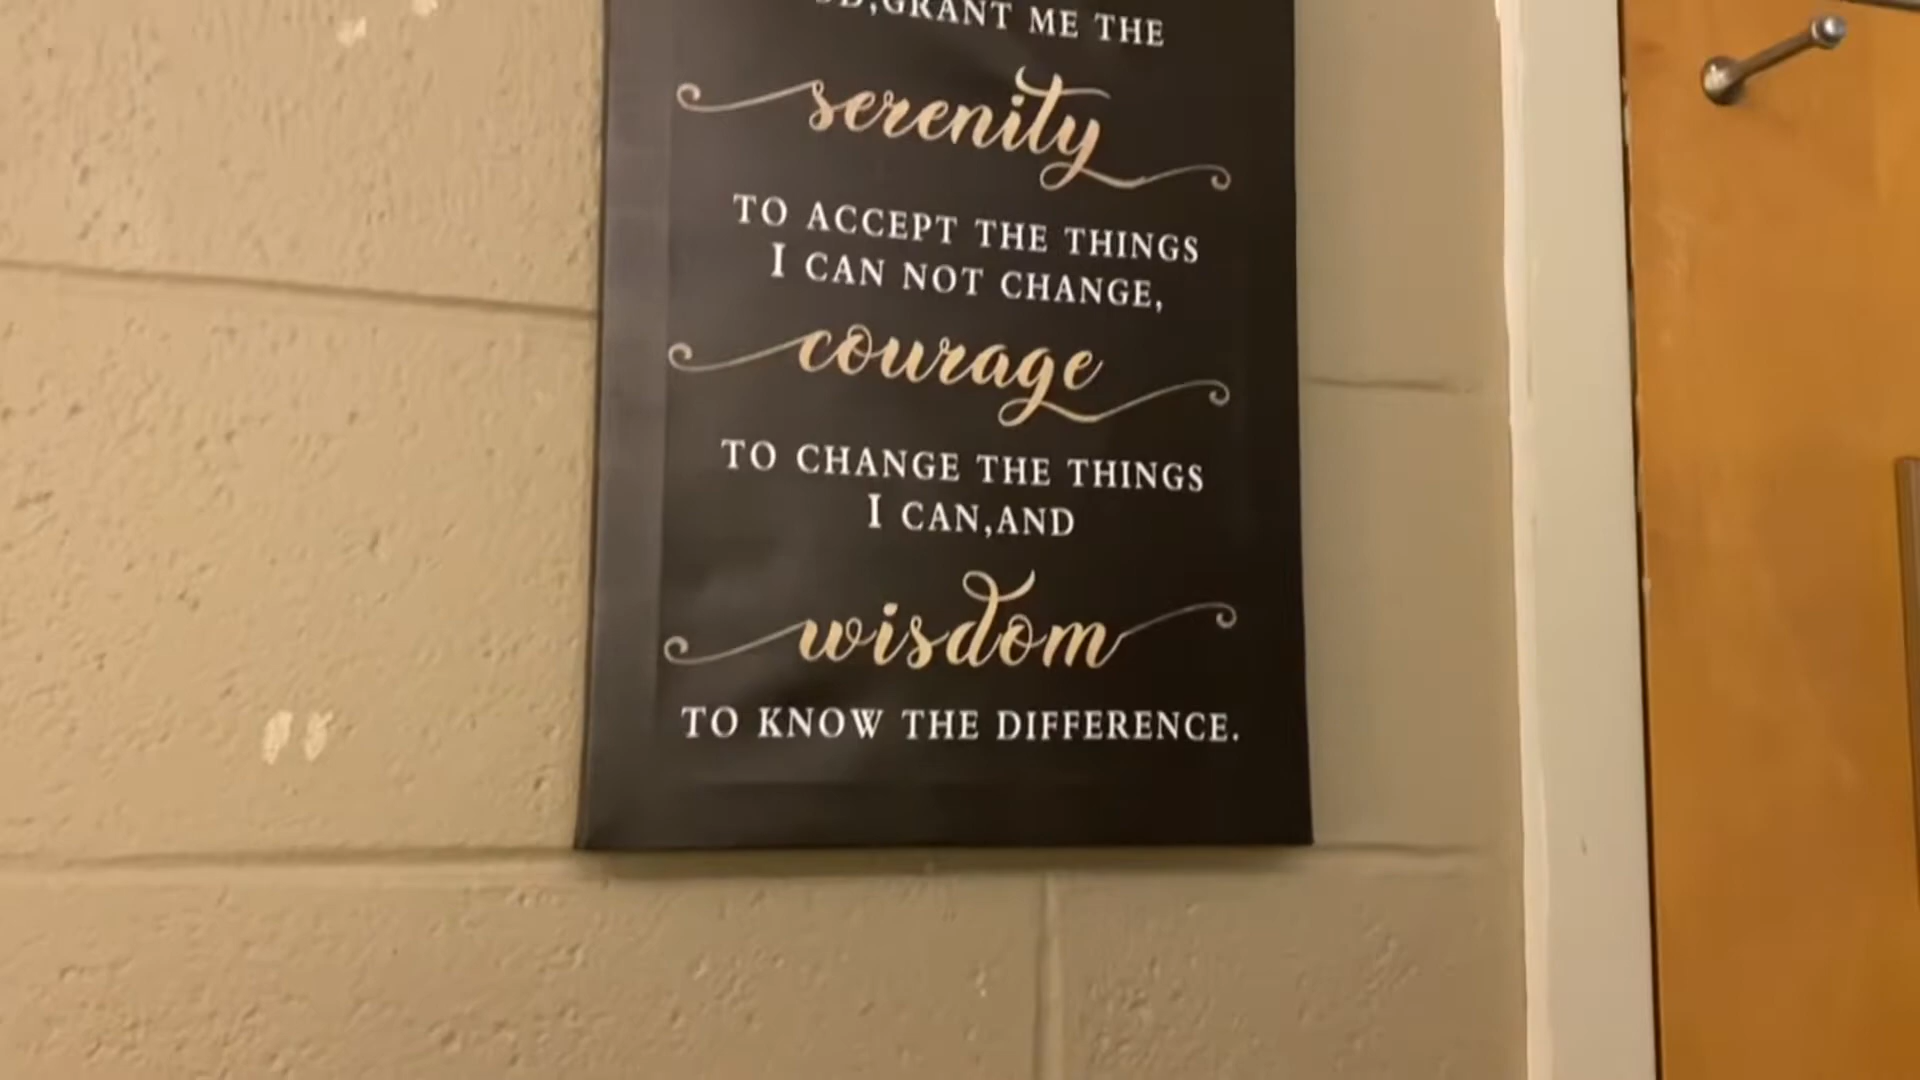 GRANT ME THE
serenity
TO ACCEPT THE THINGS
I CAN NOT CHANGE,
courage
TO CHANGE THE THINGS
I CAN,AND
wisdom
TO KNOW THE DIFFERENCE.